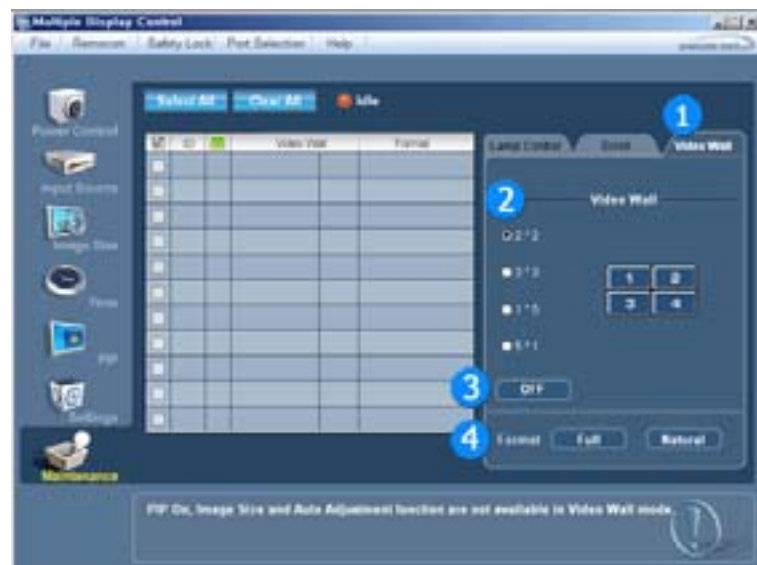 Multiple Display Control
File Remocon Safety Lock Port Selection Help
Select All Clear All Idle
1
Power Control
ID Video Wall Format
Lamp Control Scroll Video Wall
Input Source
2
Video Wall
Image Size
2 * 2
Time
3 * 3
1 2
3 4
1 * 5
PIP
5 * 1
Settings
3
OFF
4
Format Full Natural
Maintenance
PIP On, Image Size and Auto Adjustment function are not available in Video Wall mode.